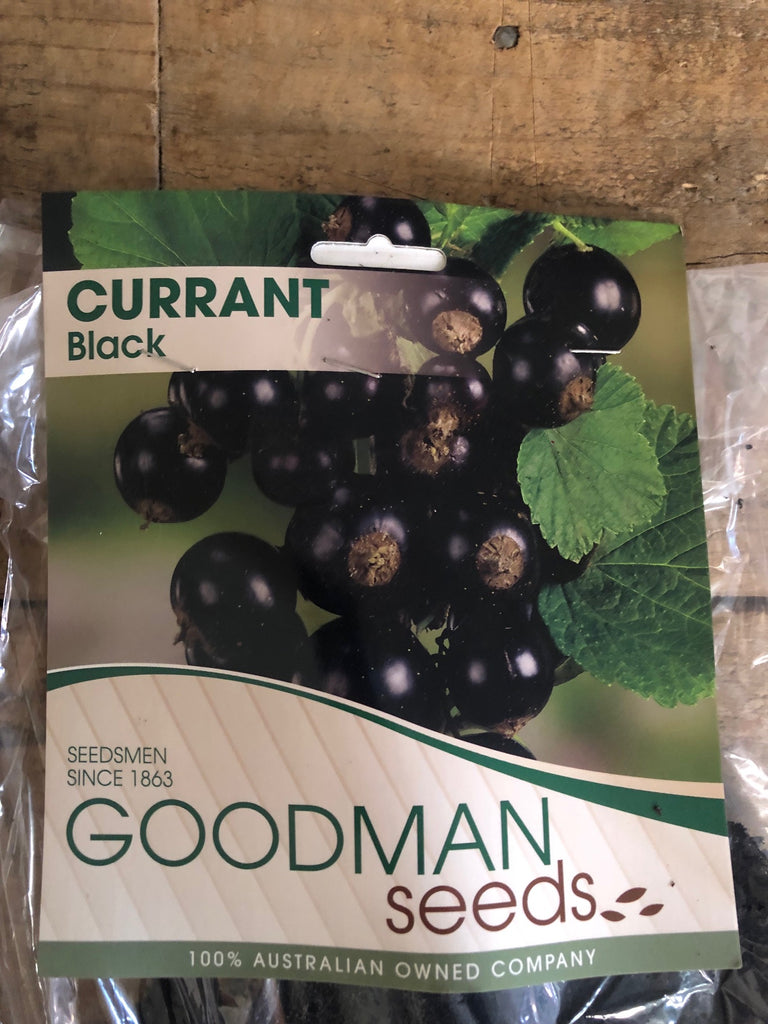 CURRANT
Black
SEEDSMEN
SINCE 1863
GOODMAN
seeds
100% AUSTRALIAN OWNED COMPANY